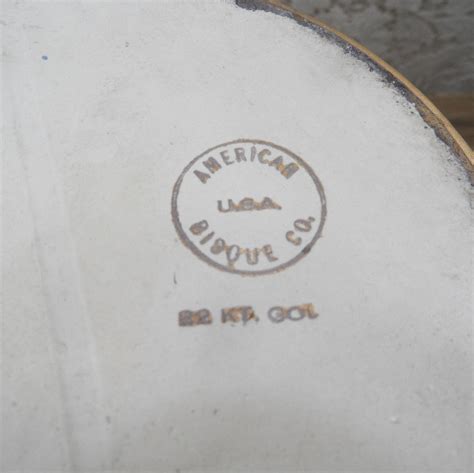 AMERICAN
U.S.A.
BISQUE CO.
22 KT. GOL